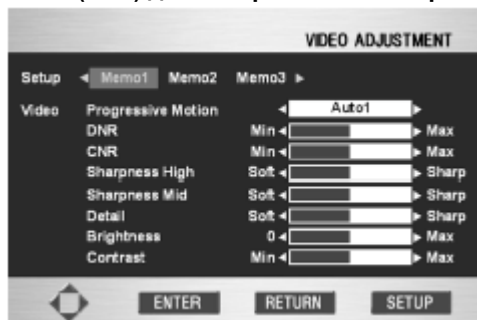 VIDEO ADJUSTMENT
Setup Memo1 Memo2 Memo3
Video Progressive Motion Auto1
DNR Min Max
CNR Min Max
Sharpness High Soft Sharp
Sharpness Mid Soft Sharp
Detail Soft Sharp
Brightness 0 Max
Contrast Min Max
ENTER RETURN SETUP